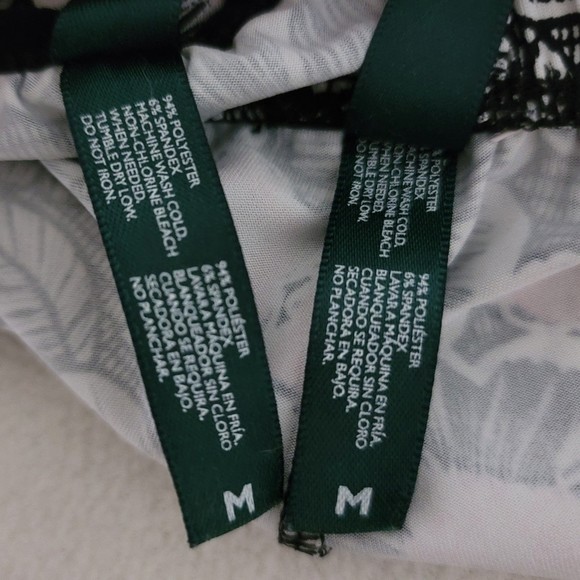 94% POLYESTER
6% SPANDEX
MACHINE WASH COLD,
NON-CHLORINE BLEACH
WHEN NEEDED.
TUMBLE DRY LOW.
DO NOT IRON.
94% POLIÉSTER
6% SPANDEX
LAVAR A MÁQUINA EN FRÍA.
BLANQUEADOR SIN CLORO
CUANDO SE REQUIRA.
SECADORA EN BAJO.
NO PLANCHAR.
M
% POLYESTER
6% SPANDEX
MACHINE WASH COLD,
NON-CHLORINE BLEACH
WHEN NEEDED.
TUMBLE DRY LOW.
DO NOT IRON.
94% POLIÉSTER
6% SPANDEX
LAVAR A MÁQUINA EN FRÍA.
BLANQUEADOR SIN CLORO
CUANDO SE REQUIRA.
SECADORA EN BAJO.
NO PLANCHAR.
M